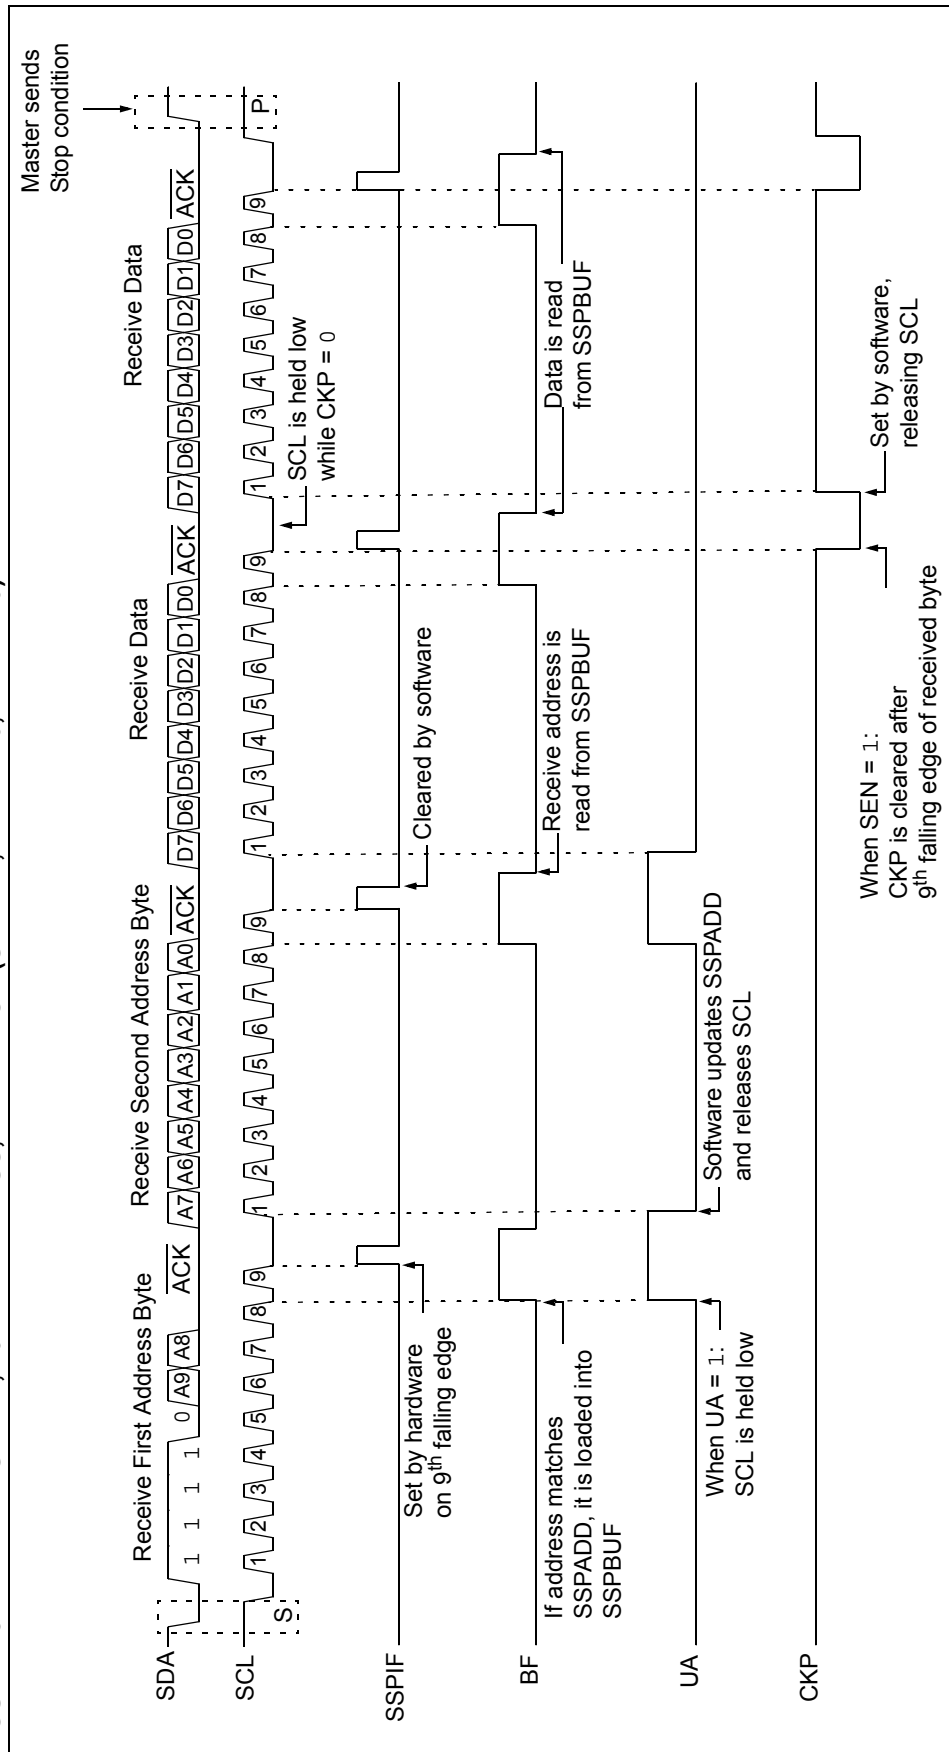 Master sends
Stop condition
Receive First Address Byte
Receive Second Address Byte
Receive Data
Receive Data
SDA
1 1 1 1 0 A9 A8 ACK
A7 A6 A5 A4 A3 A2 A1 A0 ACK
D7 D6 D5 D4 D3 D2 D1 D0 ACK
D7 D6 D5 D4 D3 D2 D1 D0 ACK
SCL
S
1 2 3 4 5 6 7 8 9
1 2 3 4 5 6 7 8 9
1 2 3 4 5 6 7 8 9
1 2 3 4 5 6 7 8 9
P
SCL is held low
while CKP = 0
SSPIF
Set by hardware
on 9th falling edge
Cleared by software
BF
If address matches
SSPADD, it is loaded into
SSPBUF
Receive address is
read from SSPBUF
Data is read
from SSPBUF
UA
When UA = 1:
SCL is held low
Software updates SSPADD
and releases SCL
CKP
When SEN = 1:
CKP is cleared after
9th falling edge of received byte
Set by software,
releasing SCL